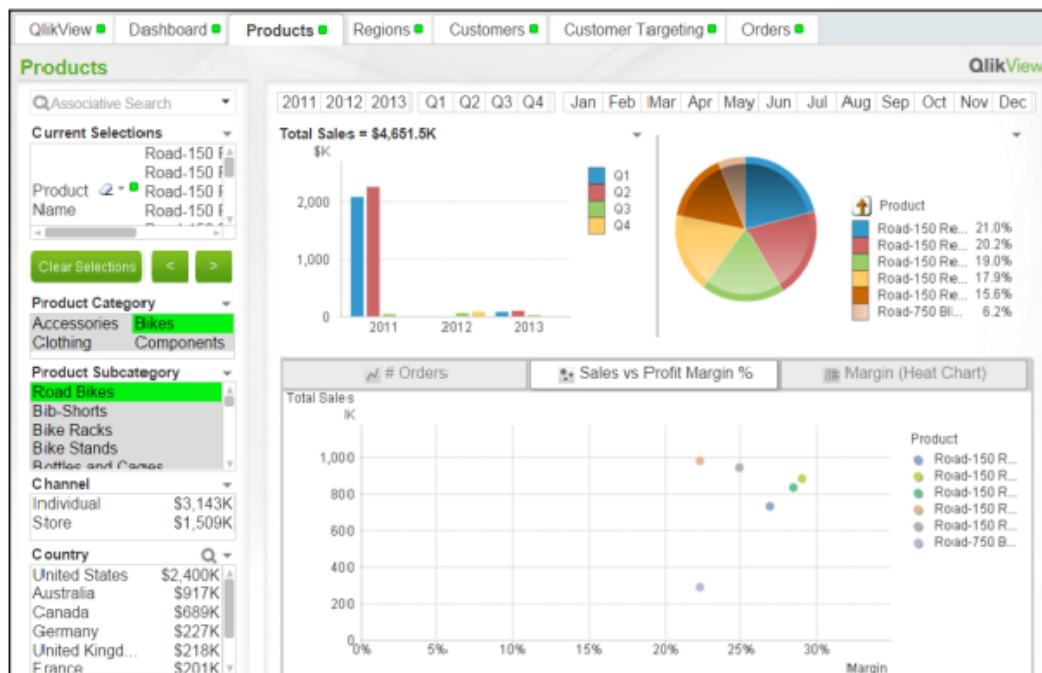 QlikView Dashboard Products Regions Customers Customer Targeting Orders
Products
QlikView
Associative Search
2011 2012 2013 Q1 Q2 Q3 Q4 Jan Feb Mar Apr May Jun Jul Aug Sep Oct Nov Dec
Current Selections
Product Name
Road-150 F
Road-150 F
Road-150 F
Road-150 F
Clear Selections < >
Product Category
Accessories Bikes
Clothing Components
Product Subcategory
Road Bikes
Bib-Shorts
Bike Racks
Bike Stands
Bottles and Cages
Channel
Individual $3,143K
Store $1,509K
Country
United States $2,400K
Australia $917K
Canada $689K
Germany $227K
United Kingd... $218K
France $201K
Total Sales = $4,651.5K
$K
2,000
1,000
0
2011 2012 2013
Q1
Q2
Q3
Q4
Product
Road-150 Re... 21.0%
Road-150 Re... 20.2%
Road-150 Re... 19.0%
Road-150 Re... 17.9%
Road-150 Re... 15.6%
Road-750 Bl... 6.2%
# Orders Sales vs Profit Margin % Margin (Heat Chart)
Total Sales
K
1,000
800
600
400
200
0
0% 5% 10% 15% 20% 25% 30%
Margin
Product
Road-150 R...
Road-150 R...
Road-150 R...
Road-150 R...
Road-150 R...
Road-750 B...